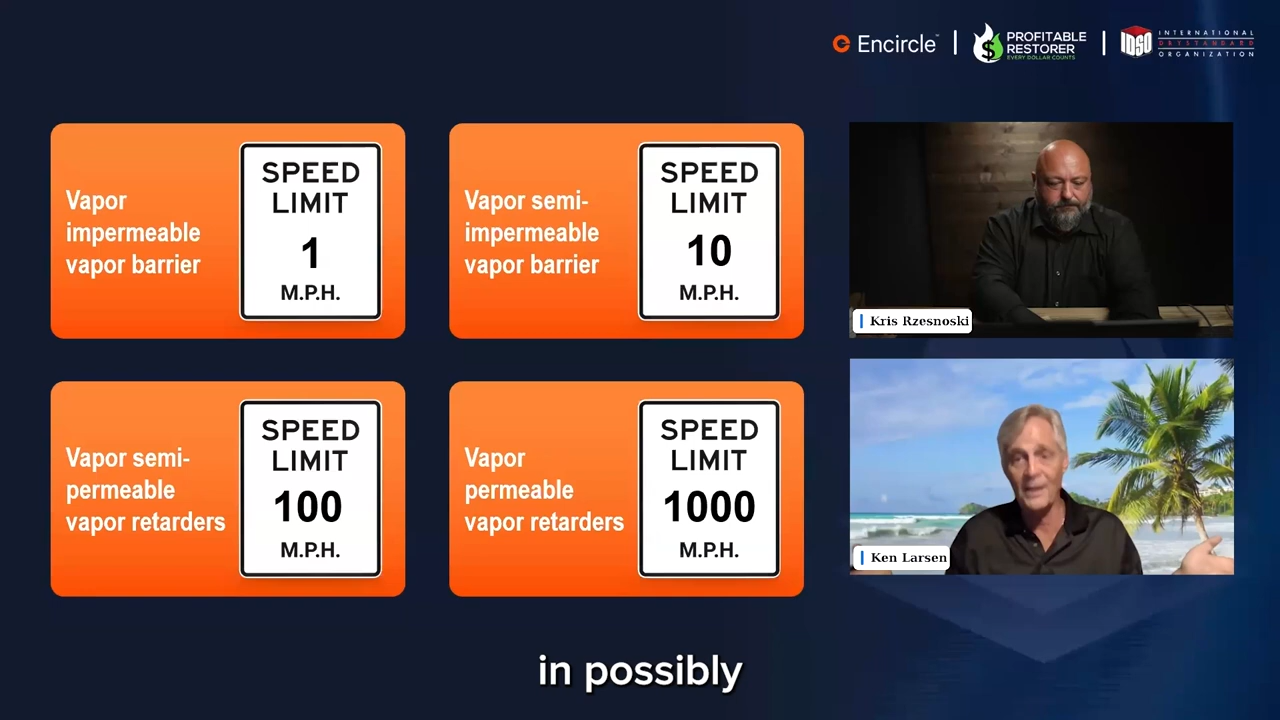 Encircle
PROFITABLE
RESTORER
EVERY DOLLAR COUNTS
IDSO
INTERNATIONAL
DRYSTANDARD
ORGANIZATION
Vapor
impermeable
vapor barrier
SPEED
LIMIT
1
M.P.H.
Vapor semi-
impermeable
vapor barrier
SPEED
LIMIT
10
M.P.H.
Kris Rzesnoski
Vapor semi-
permeable
vapor retarders
SPEED
LIMIT
100
M.P.H.
Vapor
permeable
vapor retarders
SPEED
LIMIT
1000
M.P.H.
Ken Larsen
in possibly